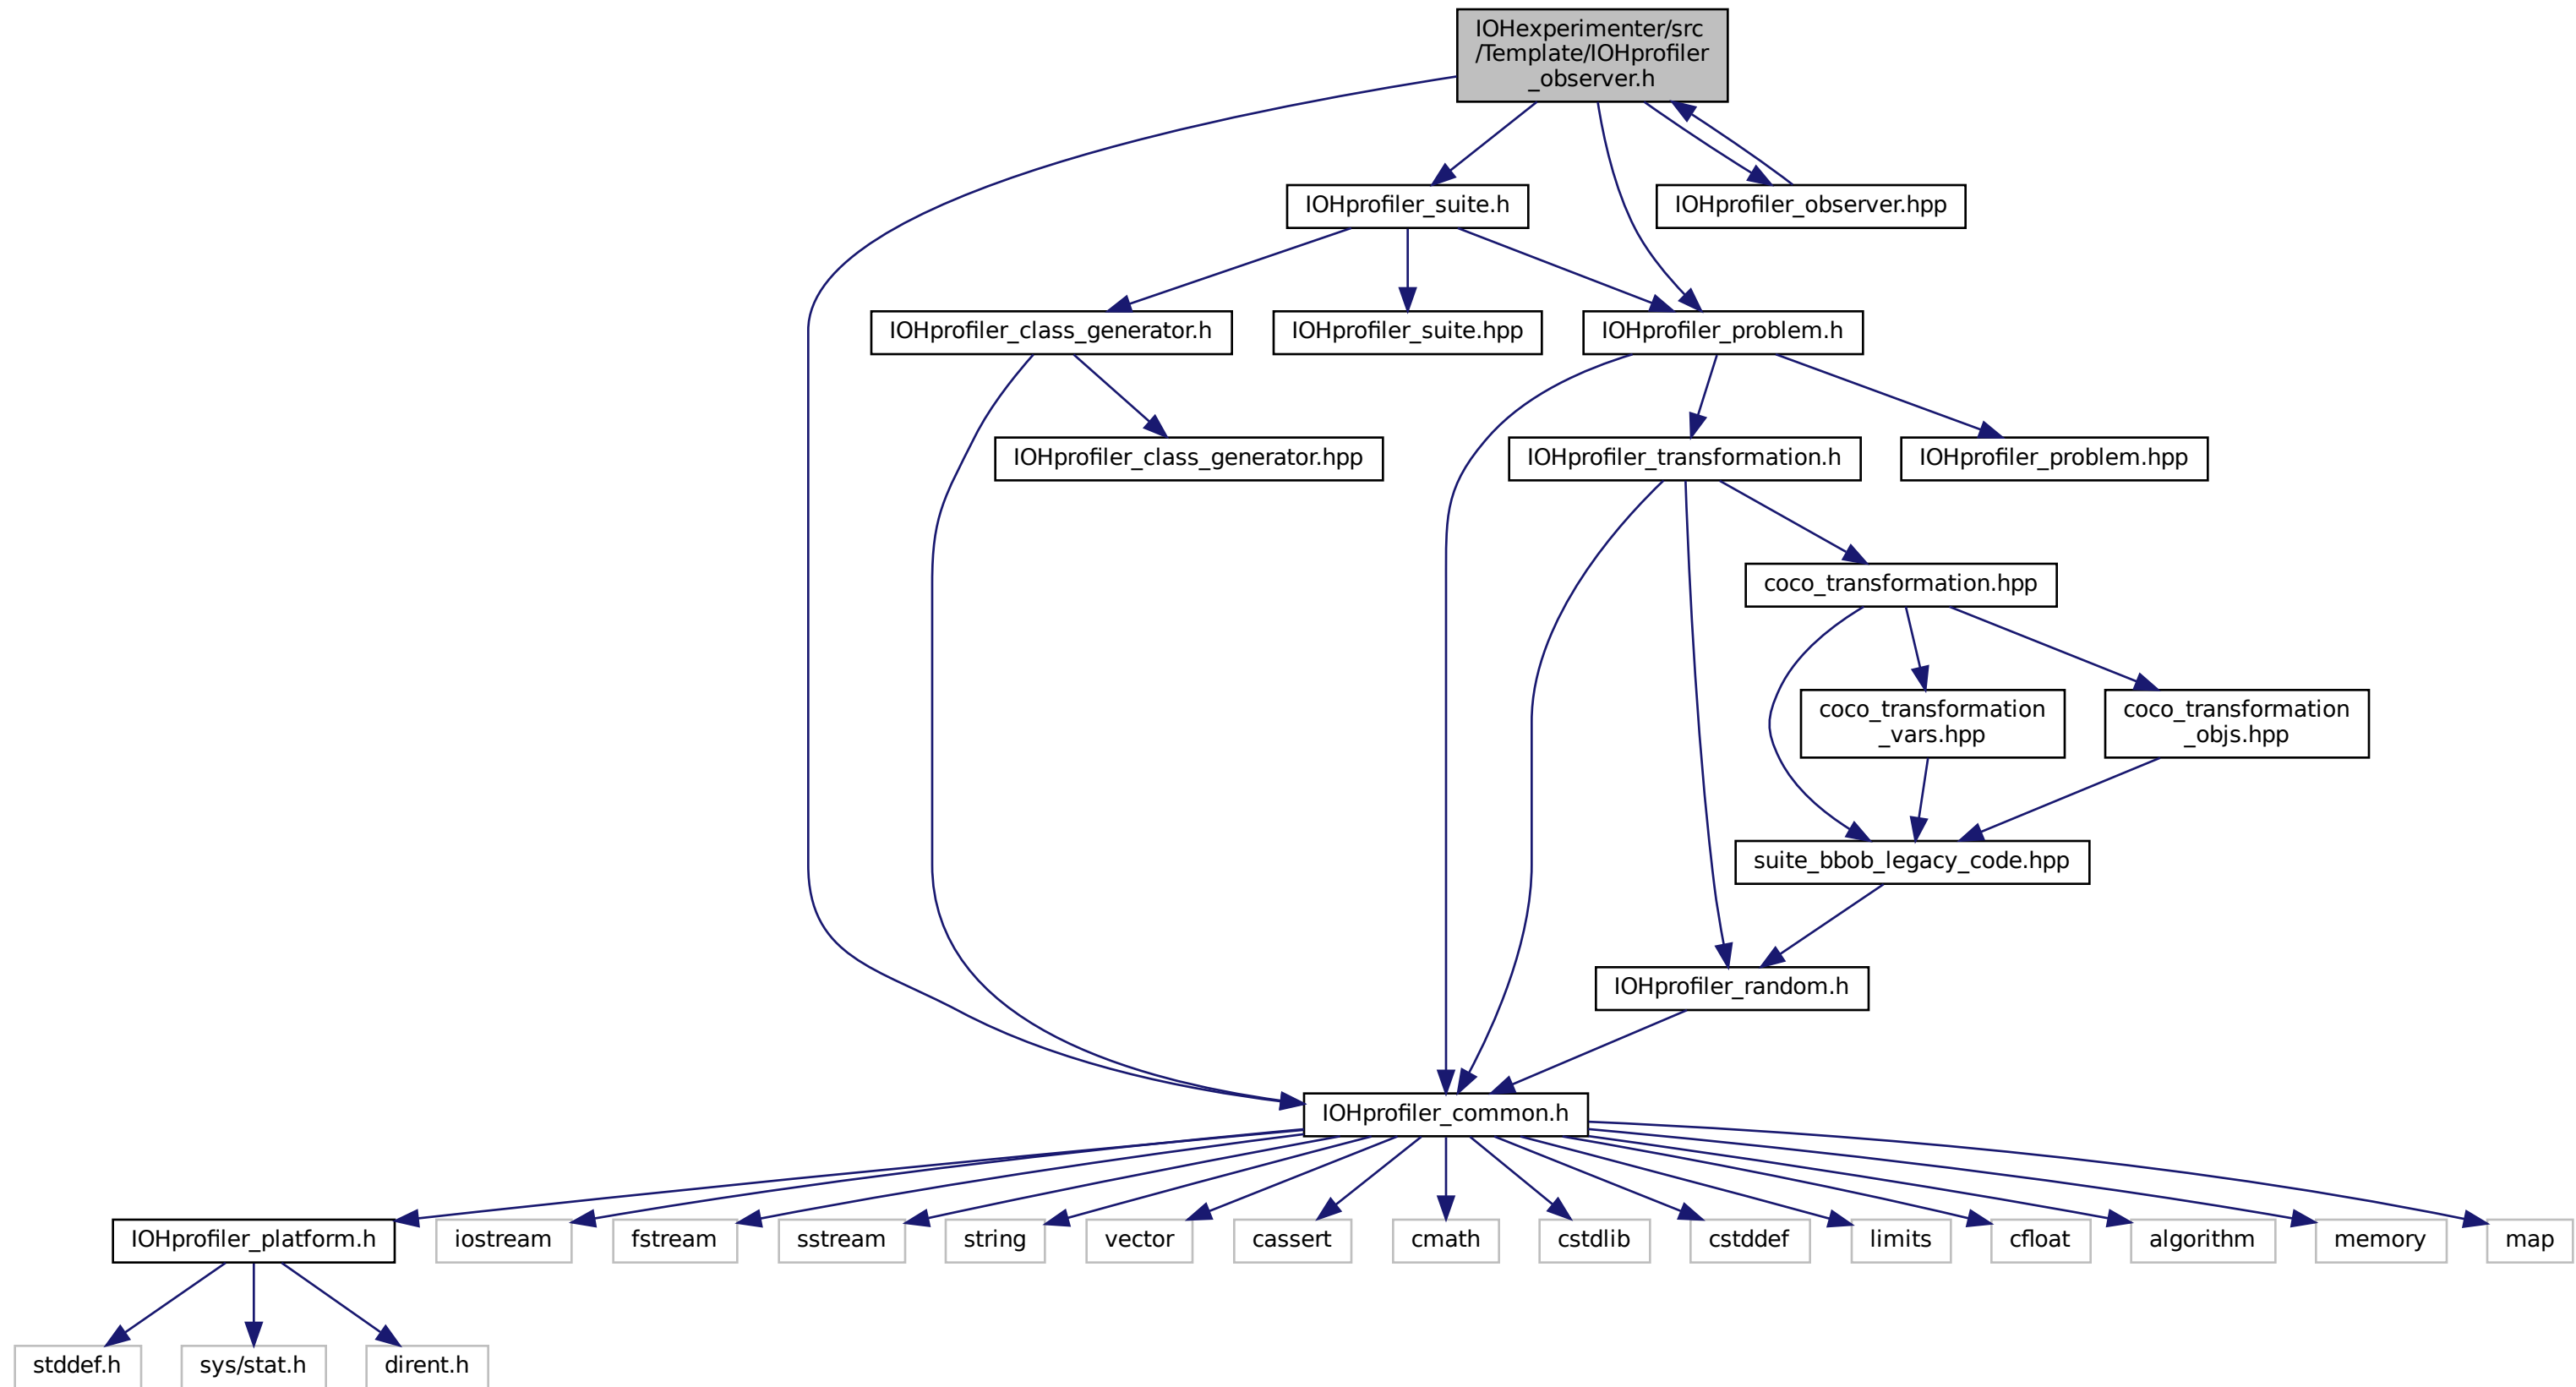 IOHexperimenter/src
/Template/IOHprofiler
_observer.h
IOHprofiler_suite.h
IOHprofiler_observer.hpp
IOHprofiler_class_generator.h
IOHprofiler_suite.hpp
IOHprofiler_problem.h
IOHprofiler_class_generator.hpp
IOHprofiler_transformation.h
IOHprofiler_problem.hpp
coco_transformation.hpp
coco_transformation
_vars.hpp
coco_transformation
_objs.hpp
suite_bbob_legacy_code.hpp
IOHprofiler_random.h
IOHprofiler_common.h
IOHprofiler_platform.h
iostream
fstream
sstream
string
vector
cassert
cmath
cstdlib
cstddef
limits
cfloat
algorithm
memory
map
stddef.h
sys/stat.h
dirent.h